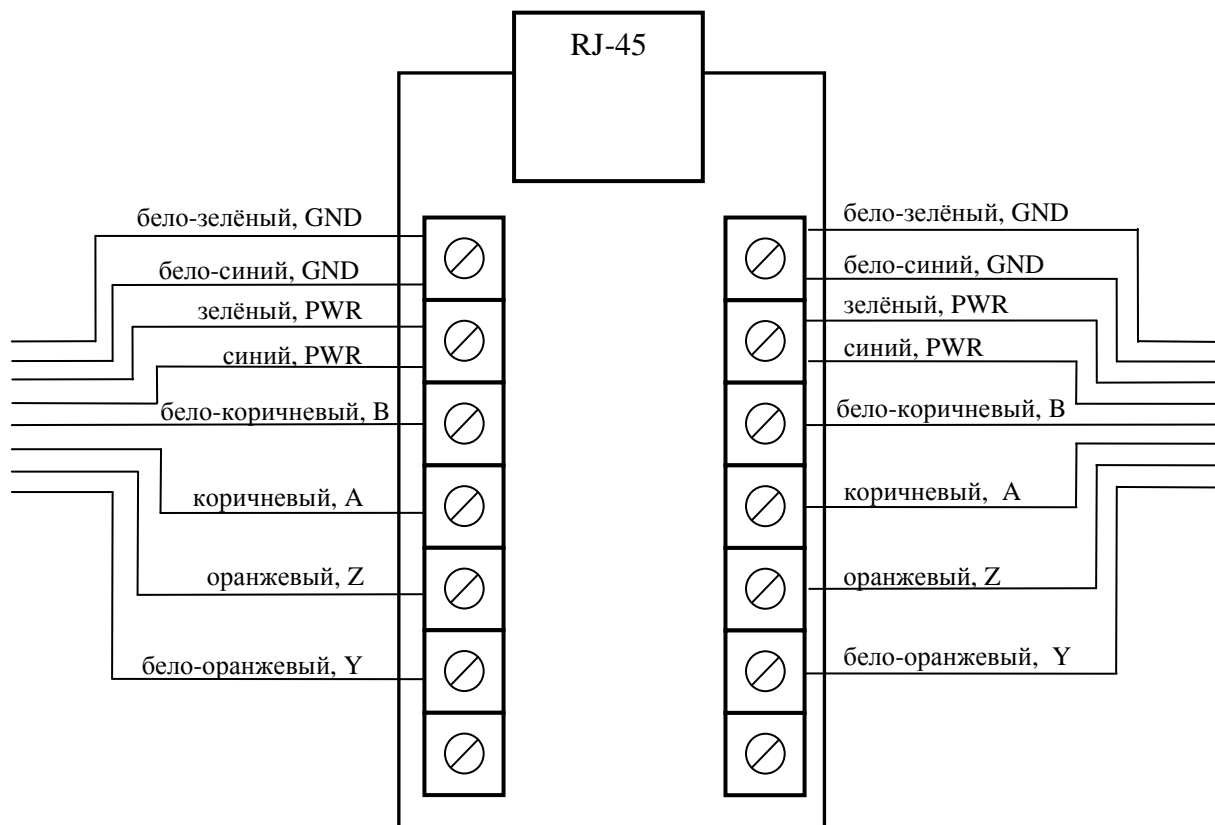 RJ-45
бело-зелёный, GND
бело-синий, GND
зелёный, PWR
синий, PWR
бело-коричневый, B
коричневый, A
оранжевый, Z
бело-оранжевый, Y
бело-зелёный, GND
бело-синий, GND
зелёный, PWR
синий, PWR
бело-коричневый, B
коричневый, A
оранжевый, Z
бело-оранжевый, Y